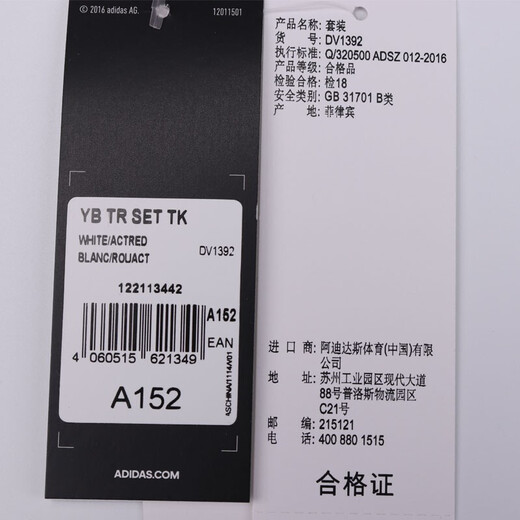 © 2016 adidas AG.
12011501
YB TR SET TK
WHITE/ACTRED
BLANC/ROUACT
DV1392
122113442
A152
EAN
4 060515 621349
ASCHINA/1114A/01
A152
ADIDAS.COM
产品名称: 套装
货 号: DV1392
执行标准: Q/320500 ADSZ 012-2016
产品等级: 合格品
检验合格: 检18
安全类别: GB 31701 B类
产 地: 菲律宾
进 口 商: 阿迪达斯体育(中国)有限
公司
地 址: 苏州工业园区现代大道
88号普洛斯物流园区
C21号
邮 编: 215121
电 话: 400 880 1515
合格证